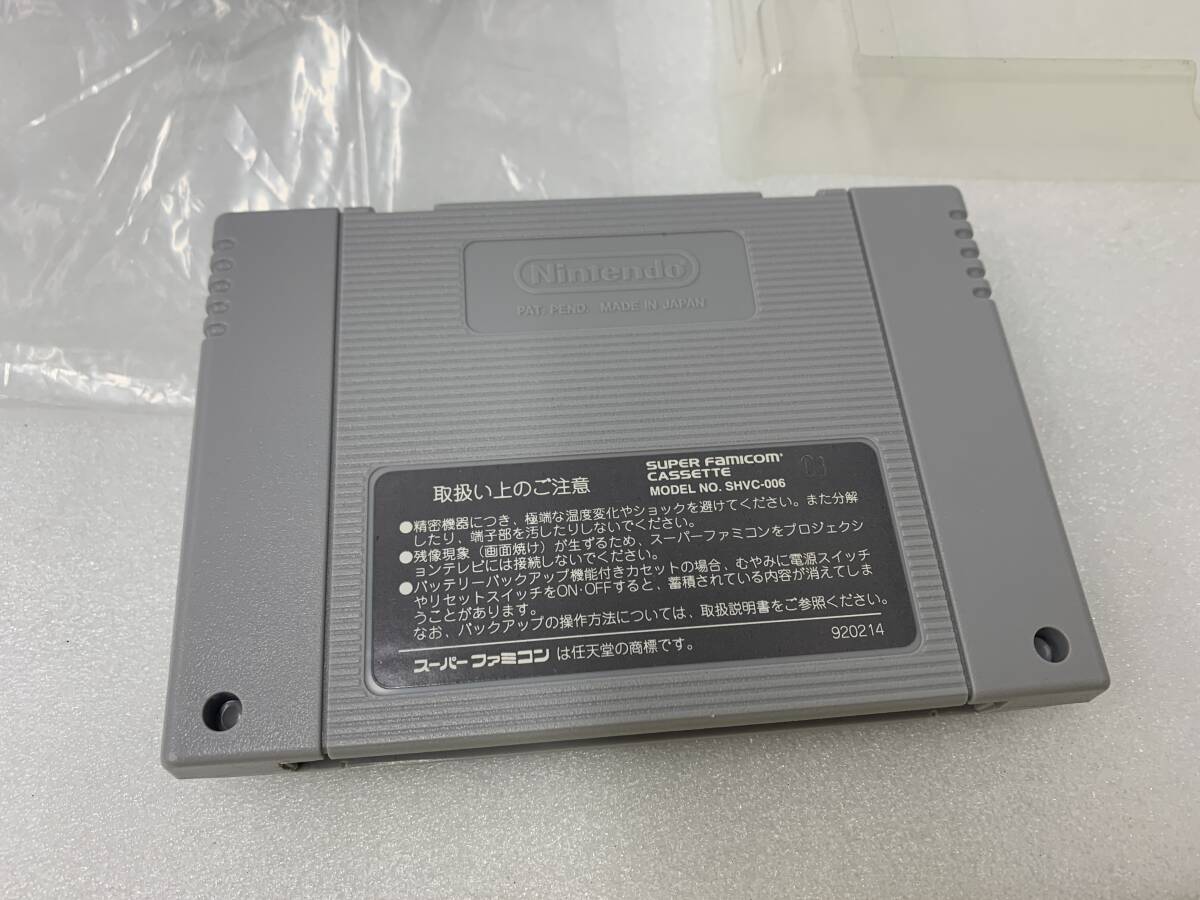 Nintendo
PAT. PEND. MADE IN JAPAN
取扱い上のご注意
SUPER FAMICOM
CASSETTE
MODEL NO. SHVC-006
●精密機器につき、極端な温度変化やショックを避けてください。また分解
したり、端子部を汚したりしないでください。
●残像現象（画面焼け）が生ずるため、スーパーファミコンをプロジェクシ
ョンテレビには接続しないでください。
●バッテリーバックアップ機能付きカセットの場合、むやみに電源スイッチ
やリセットスイッチをON・OFFすると、蓄積されている内容が消えてしま
うことがあります。
なお、バックアップの操作方法については、取扱説明書をご参照ください。
スーパーファミコン は任天堂の商標です。
920214